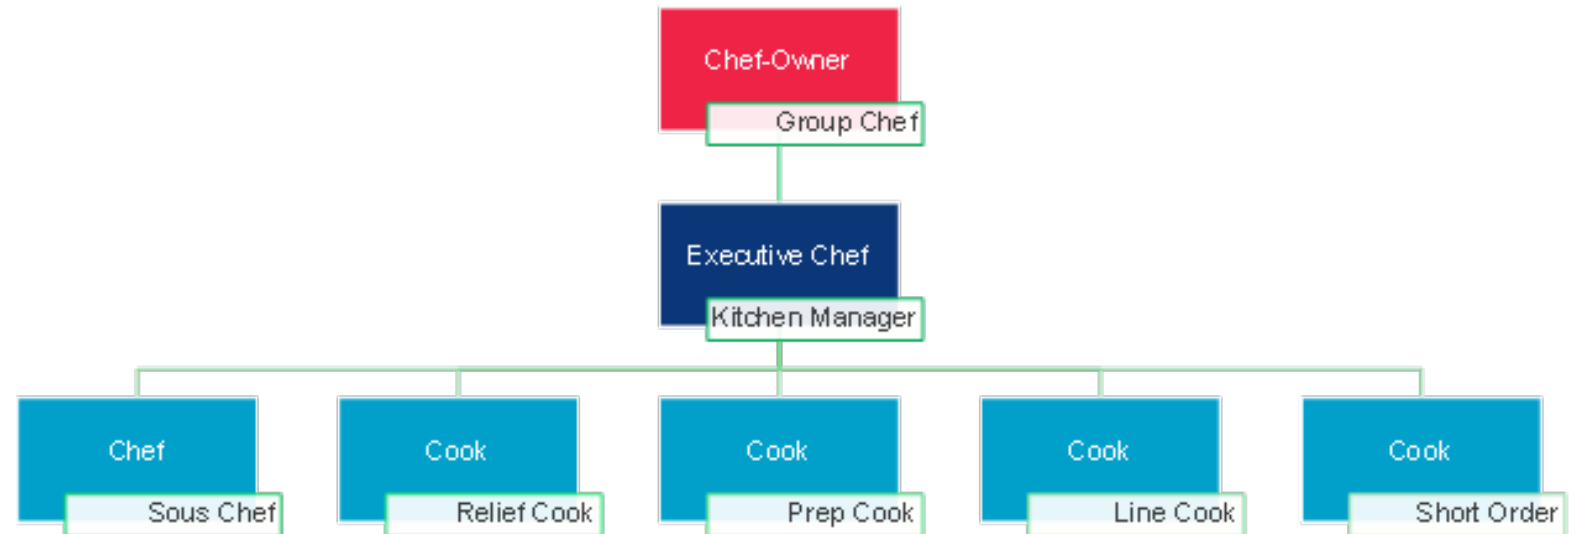 Chef-Owner
Group Chef
Executive Chef
Kitchen Manager
Chef
Sous Chef
Cook
Relief Cook
Cook
Prep Cook
Cook
Line Cook
Cook
Short Order